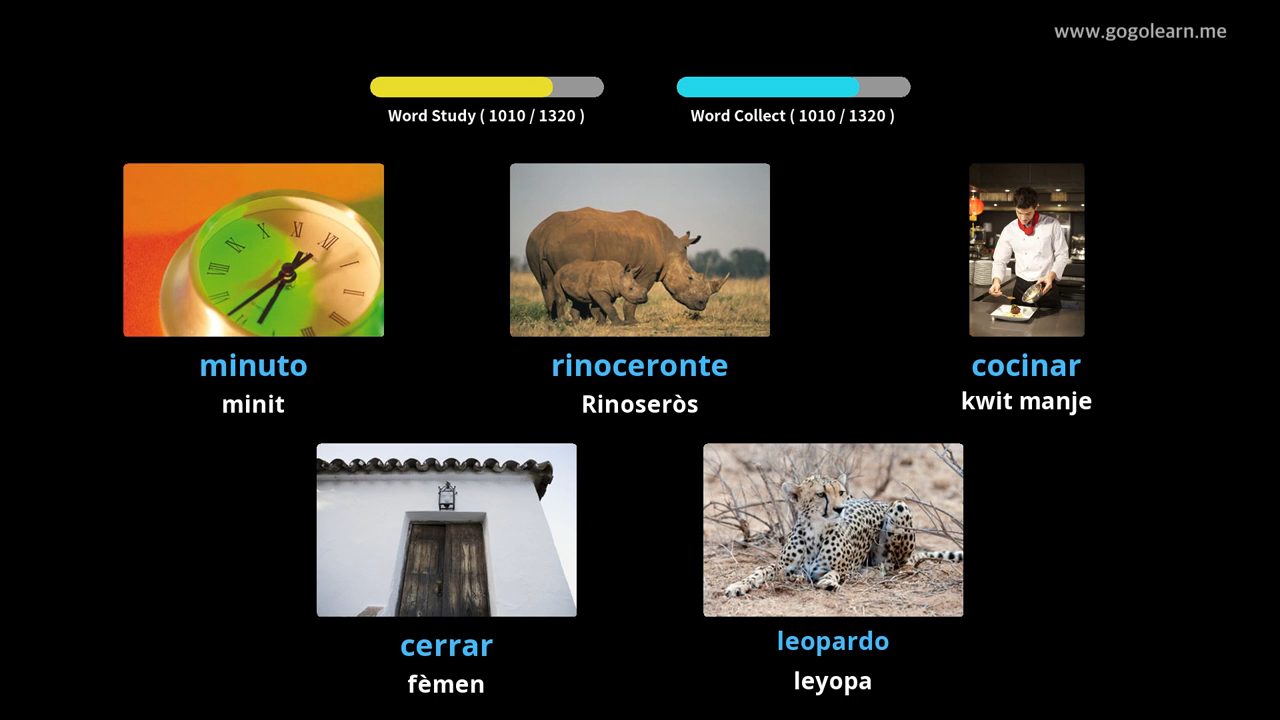 www.gogolearn.me
Word Study ( 1010 / 1320 )
Word Collect ( 1010 / 1320 )
minuto
minit
rinoceronte
Rinoseròs
cocinar
kwit manje
cerrar
fèmen
leopardo
leyopa